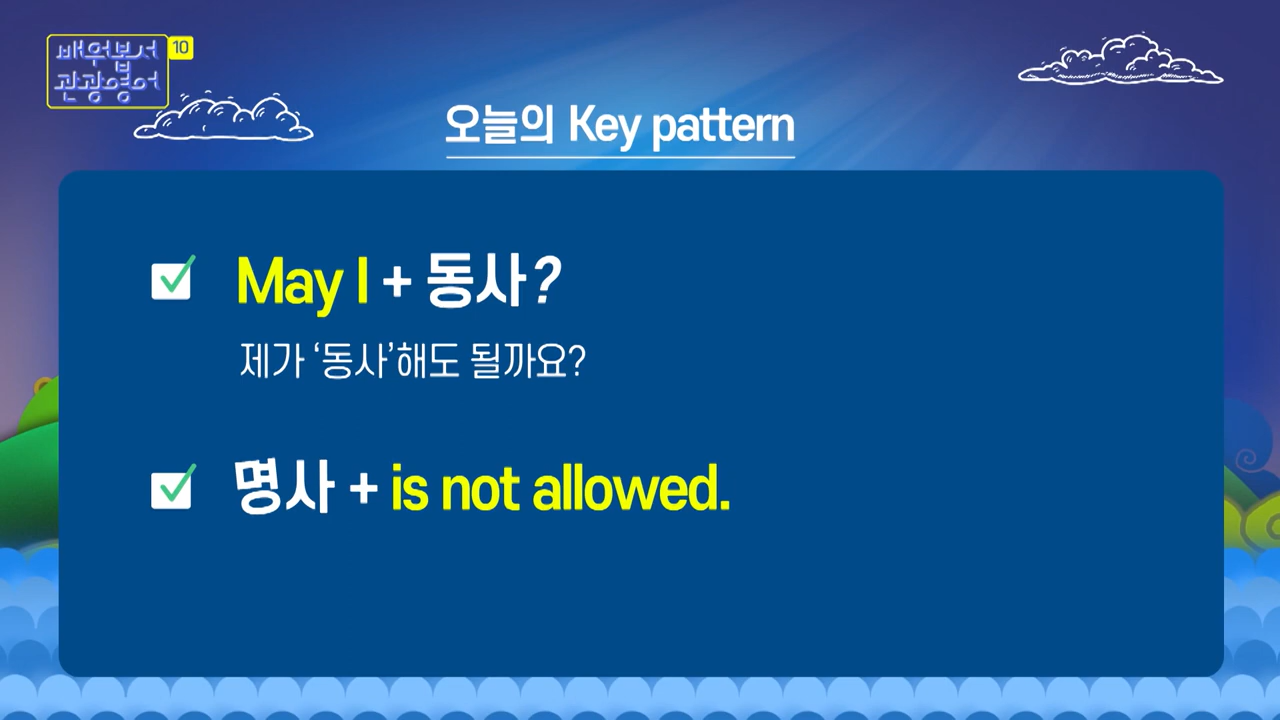 배워봅서 10
관광영어
오늘의 Key pattern
May I + 동사?
제가 ‘동사’해도 될까요?
명사 + is not allowed.